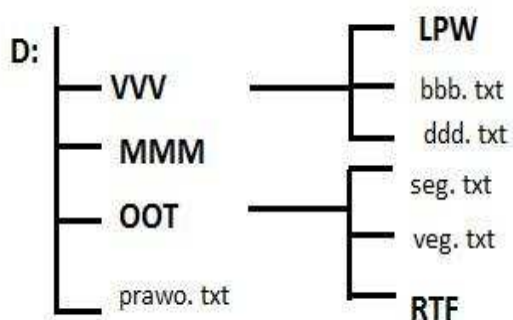 D:
VVV
MMM
OOT
prawo. txt
LPW
bbb. txt
ddd. txt
seg. txt
veg. txt
RTF